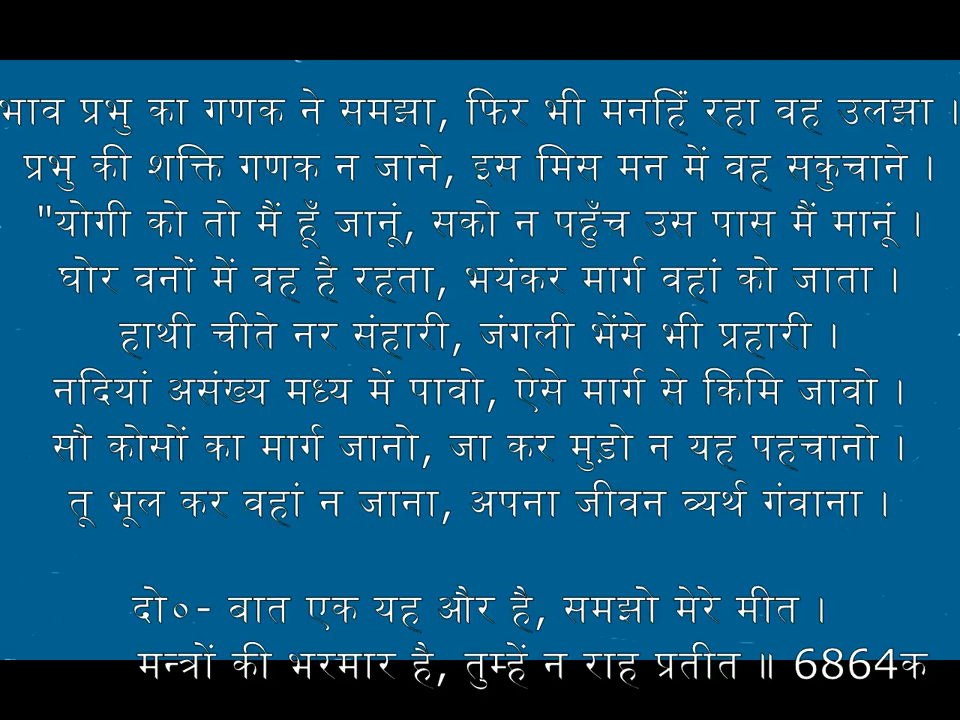 भाव प्रभु का गणक ने समझा, फिर भी मनहिं रहा वह उलझा ।
प्रभु की शक्ति गणक न जाने, इस मिस मन में वह सकुचाने ।
"योगी को तो मैं हूँ जानूं, सको न पहुँच उस पास मैं मानूं ।
घोर वनों में वह है रहता, भयंकर मार्ग वहां को जाता ।
हाथी चीते नर संहारी, जंगली भेंसे भी प्रहारी ।
नदियां असंख्य मध्य में पावो, ऐसे मार्ग से किमि जावो ।
सौ कोसों का मार्ग जानो, जा कर मुड़ो न यह पहचानो ।
तू भूल कर वहां न जाना, अपना जीवन व्यर्थ गंवाना ।
दो०- वात एक यह और है, समझो मेरे मीत ।
मन्त्रों की भरमार है, तुम्हें न राह प्रतीत ॥ 6864क